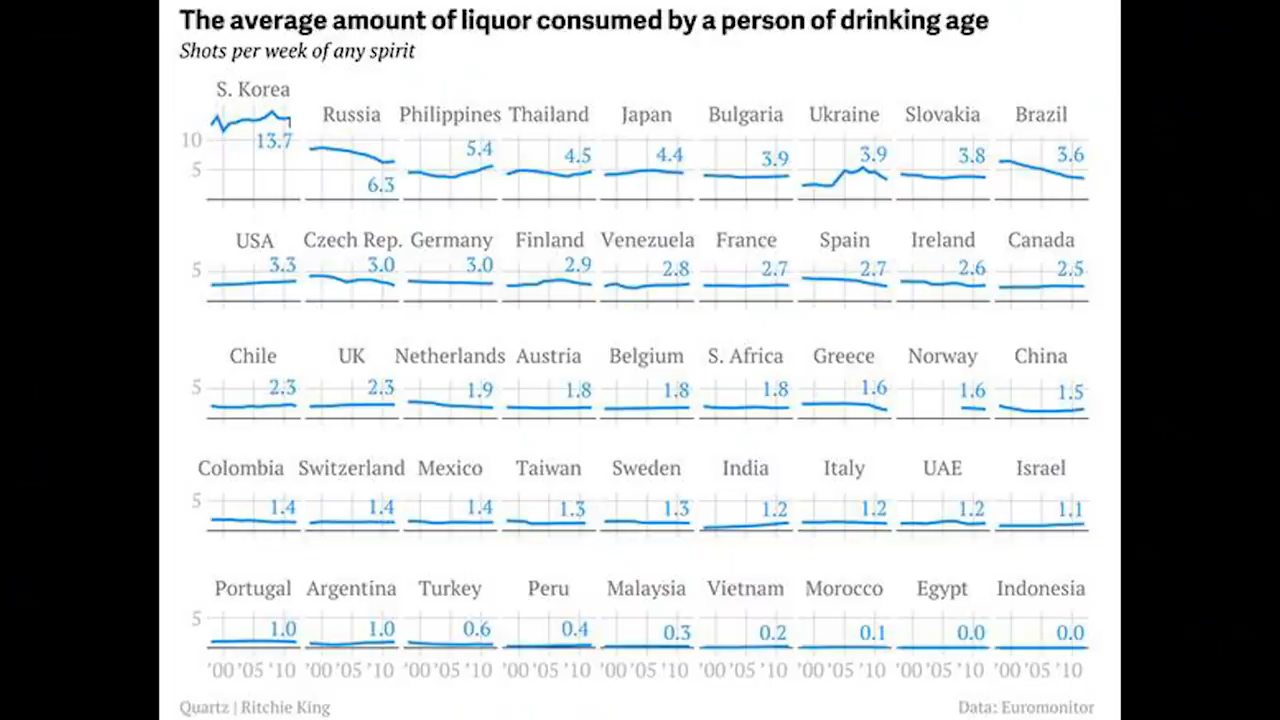 The average amount of liquor consumed by a person of drinking age
Shots per week of any spirit
S. Korea
Russia Philippines Thailand Japan Bulgaria Ukraine Slovakia Brazil
10 13.7 5.4 4.5 4.4 3.9 3.9 3.8 3.6
5 6.3
USA Czech Rep. Germany Finland Venezuela France Spain Ireland Canada
5 3.3 3.0 3.0 2.9 2.8 2.7 2.7 2.6 2.5
Chile UK Netherlands Austria Belgium S. Africa Greece Norway China
5 2.3 2.3 1.9 1.8 1.8 1.8 1.6 1.6 1.5
Colombia Switzerland Mexico Taiwan Sweden India Italy UAE Israel
5 1.4 1.4 1.4 1.3 1.3 1.2 1.2 1.2 1.1
Portugal Argentina Turkey Peru Malaysia Vietnam Morocco Egypt Indonesia
5 1.0 1.0 0.6 0.4 0.3 0.2 0.1 0.0 0.0
'00 '05 '10 '00 '05 '10 '00 '05 '10 '00 '05 '10 '00 '05 '10 '00 '05 '10 '00 '05 '10 '00 '05 '10 '00 '05 '10
Quartz | Ritchie King Data: Euromonitor